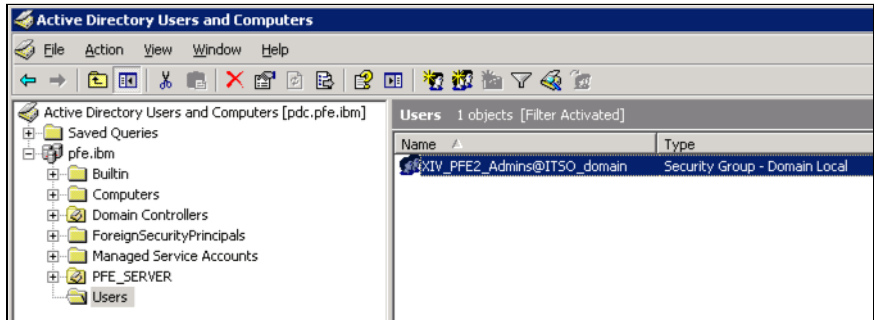 Active Directory Users and Computers
File Action View Window Help
Active Directory Users and Computers [pdc.pfe.ibm]
Saved Queries
pfe.ibm
Builtin
Computers
Domain Controllers
ForeignSecurityPrincipals
Managed Service Accounts
PFE_SERVER
Users
Users 1 objects [Filter Activated]
Name Type
XIV_PFE2_Admins@ITSO_domain Security Group - Domain Local